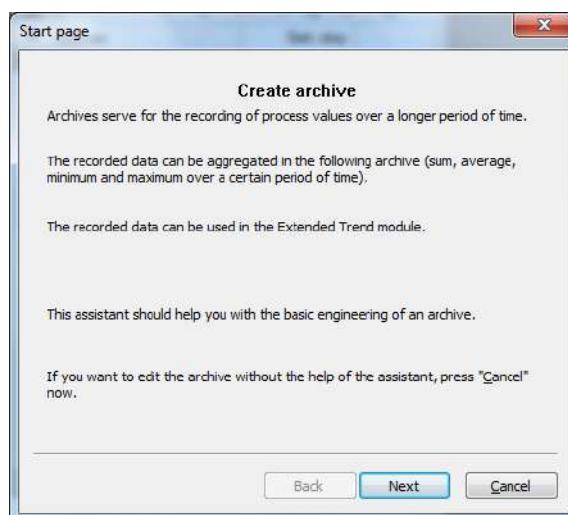 Start page
Create archive
Archives serve for the recording of process values over a longer period of time.
The recorded data can be aggregated in the following archive (sum, average,
minimum and maximum over a certain period of time).
The recorded data can be used in the Extended Trend module.
This assistant should help you with the basic engineering of an archive.
If you want to edit the archive without the help of the assistant, press "Cancel"
now.
Back Next Cancel